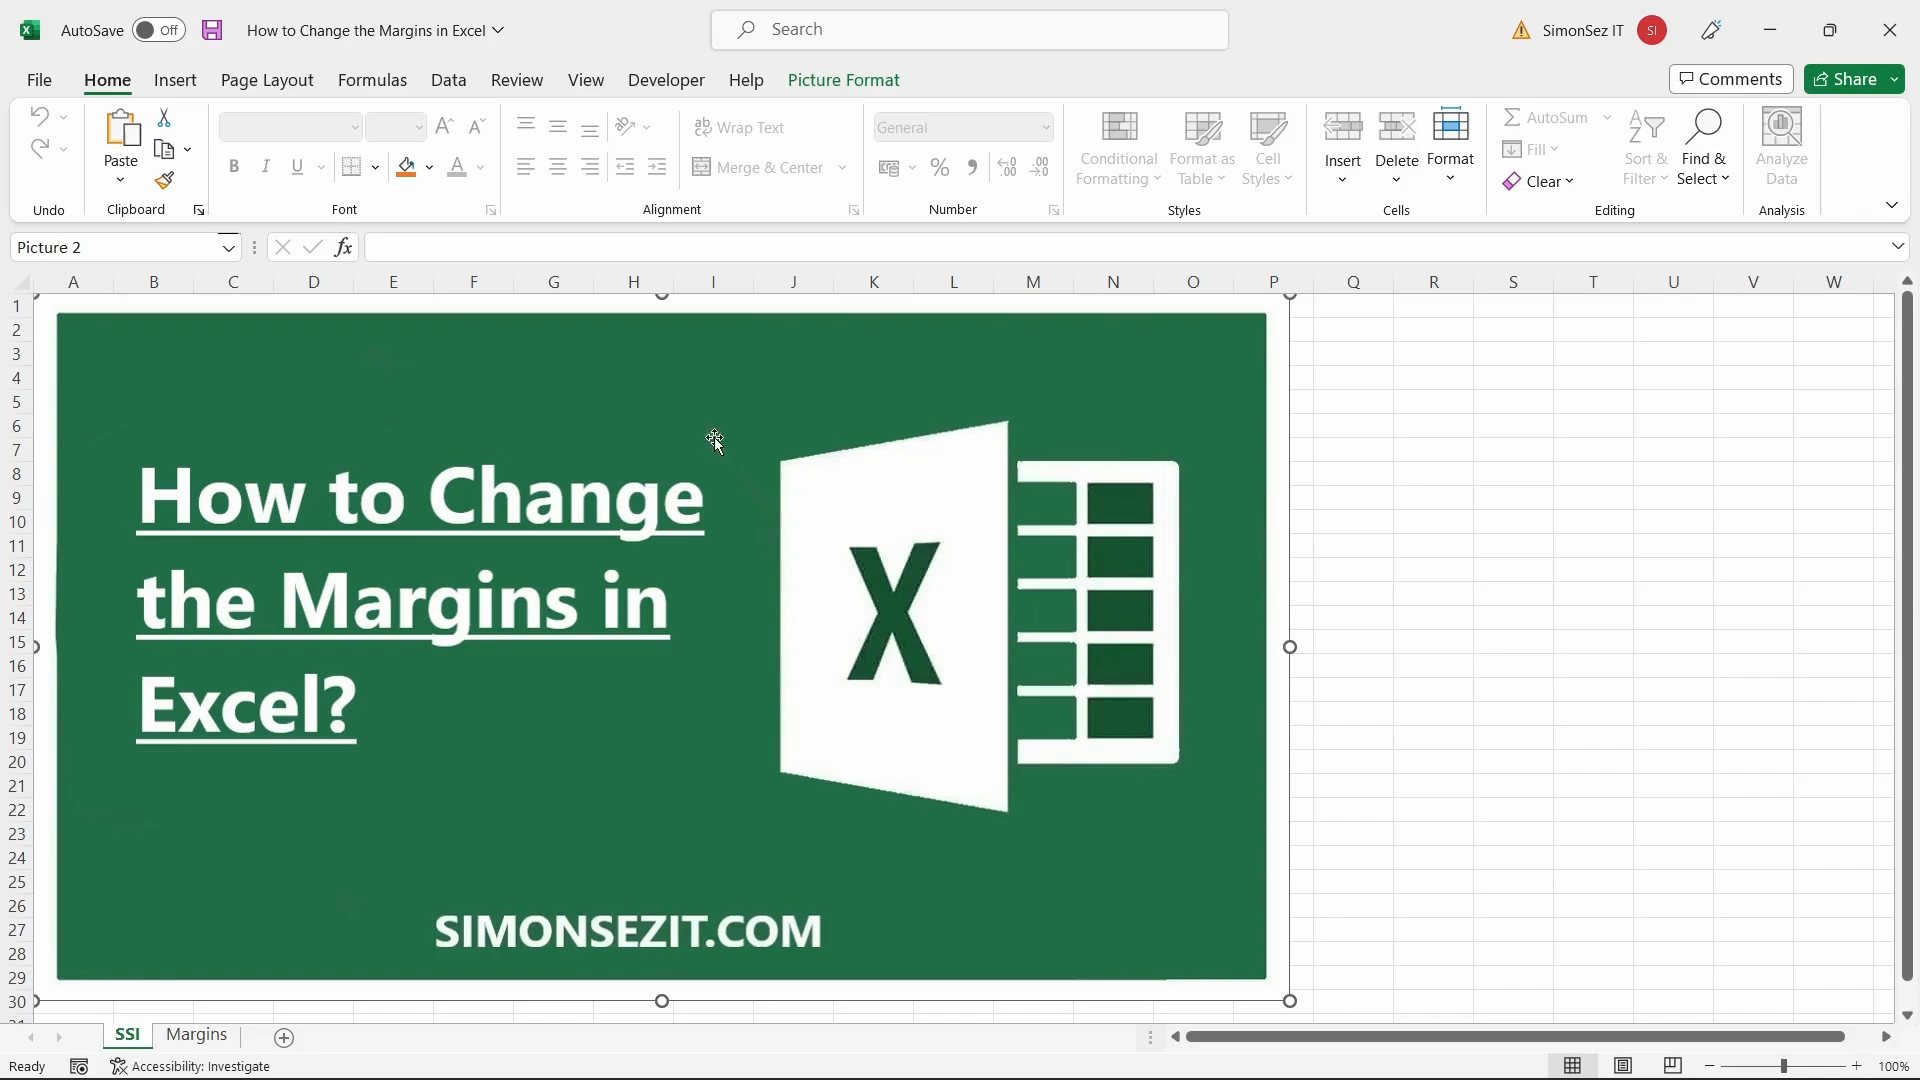 AutoSave Off How to Change the Margins in Excel Search SimonSez IT SI
File Home Insert Page Layout Formulas Data Review View Developer Help Picture Format Comments Share
Paste
Undo Clipboard
B I U A
Font
ab Wrap Text
Merge & Center
Alignment
General
%
Number
Conditional Formatting
Format as Table
Cell Styles
Styles
Insert Delete Format
Cells
AutoSum
Fill
Clear
Sort & Filter
Find & Select
Editing
Analyze Data
Analysis
Picture 2 fx
A B C D E F G H I J K L M N O P Q R S T U V W
1
2
3
4
5
6
7
8
9
10
11
12
13
14
15
16
17
18
19
20
21
22
23
24
25
26
27
28
29
30
How to Change
the Margins in
Excel?
X
SIMONSEZIT.COM
SSI Margins
Ready Accessibility: Investigate 100%